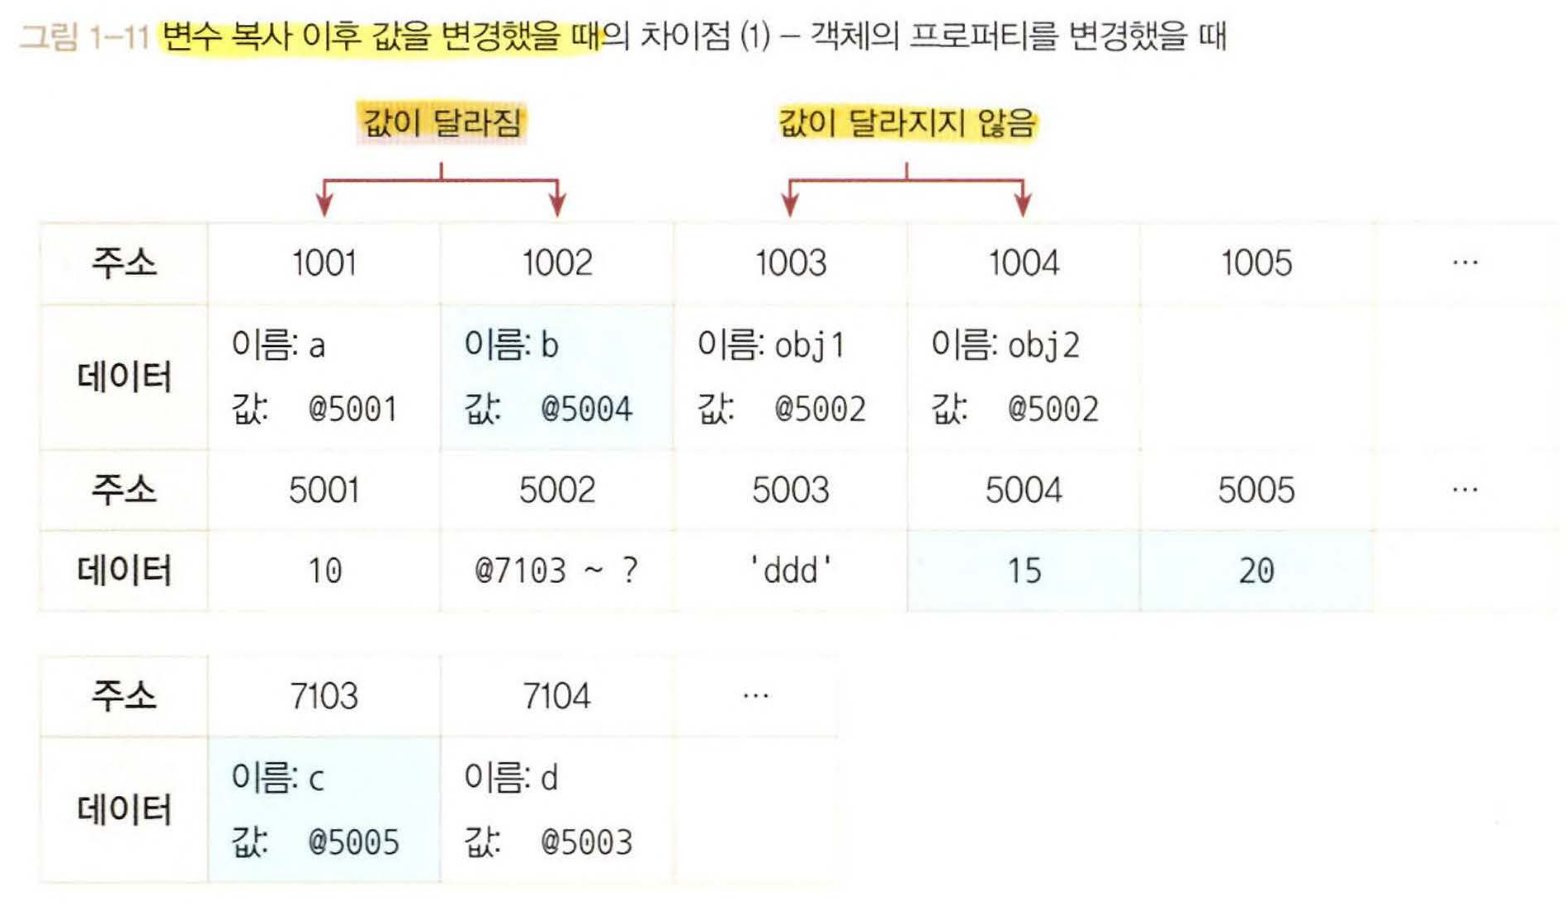 그림 1-11 변수 복사 이후 값을 변경했을 때의 차이점 (1) – 객체의 프로퍼티를 변경했을 때
값이 달라짐 값이 달라지지 않음
주소 1001 1002 1003 1004 1005 ...
데이터
이름: a 이름: b 이름: obj1 이름: obj2
값: @5001 값: @5004 값: @5002 값: @5002
주소 5001 5002 5003 5004 5005 ...
데이터 10 @7103 ~ ? 'ddd' 15 20
주소 7103 7104 ...
데이터
이름: c 이름: d
값: @5005 값: @5003